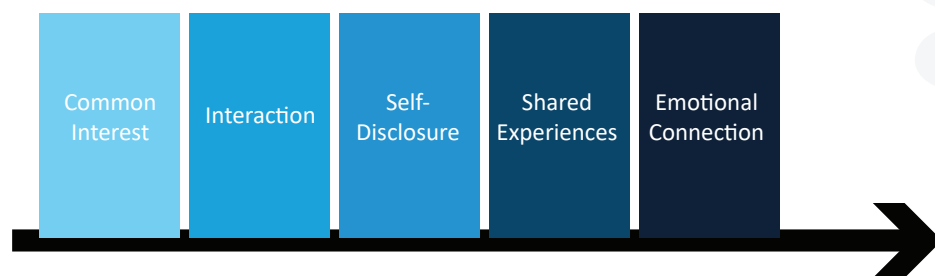 Common
Interest
Interaction
Self-
Disclosure
Shared
Experiences
Emotional
Connection